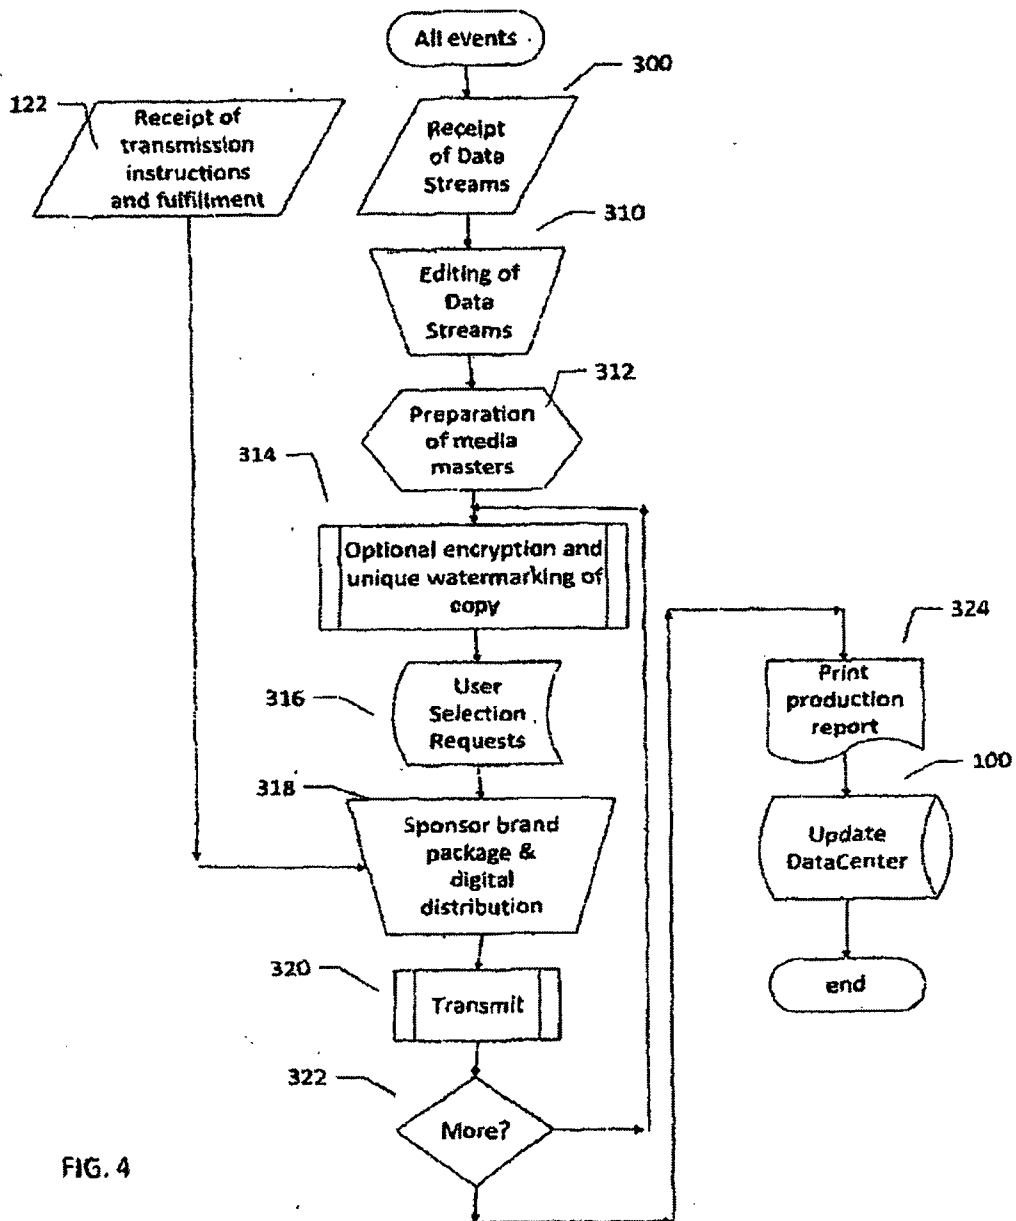 All events
300
122
Receipt of
transmission
instructions
and fulfillment
Receipt
of Data
Streams
310
Editing of
Data
Streams
312
Preparation
of media
masters
314
Optional encryption and
unique watermarking of
copy
324
Print
production
report
316
User
Selection
Requests
100
318
Sponsor brand
package &
digital
distribution
Update
DataCenter
320
Transmit
end
322
More?
FIG. 4